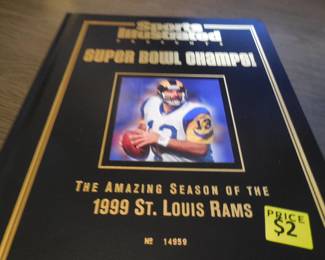 Sports
Illustrated
PRESENTS
SUPER BOWL CHAMPS!
13
THE AMAZING SEASON OF THE
1999 ST. LOUIS RAMS
PRICE
$2
Nº 14959